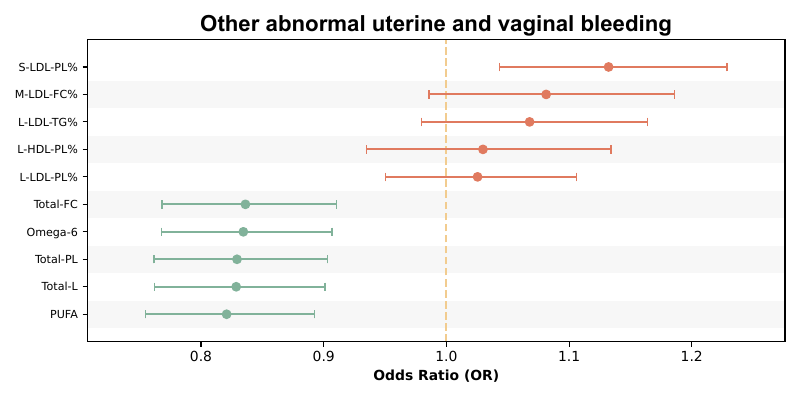 Other abnormal uterine and vaginal bleeding
S-LDL-PL%
M-LDL-FC%
L-LDL-TG%
L-HDL-PL%
L-LDL-PL%
Total-FC
Omega-6
Total-PL
Total-L
PUFA
0.8 0.9 1.0 1.1 1.2
Odds Ratio (OR)